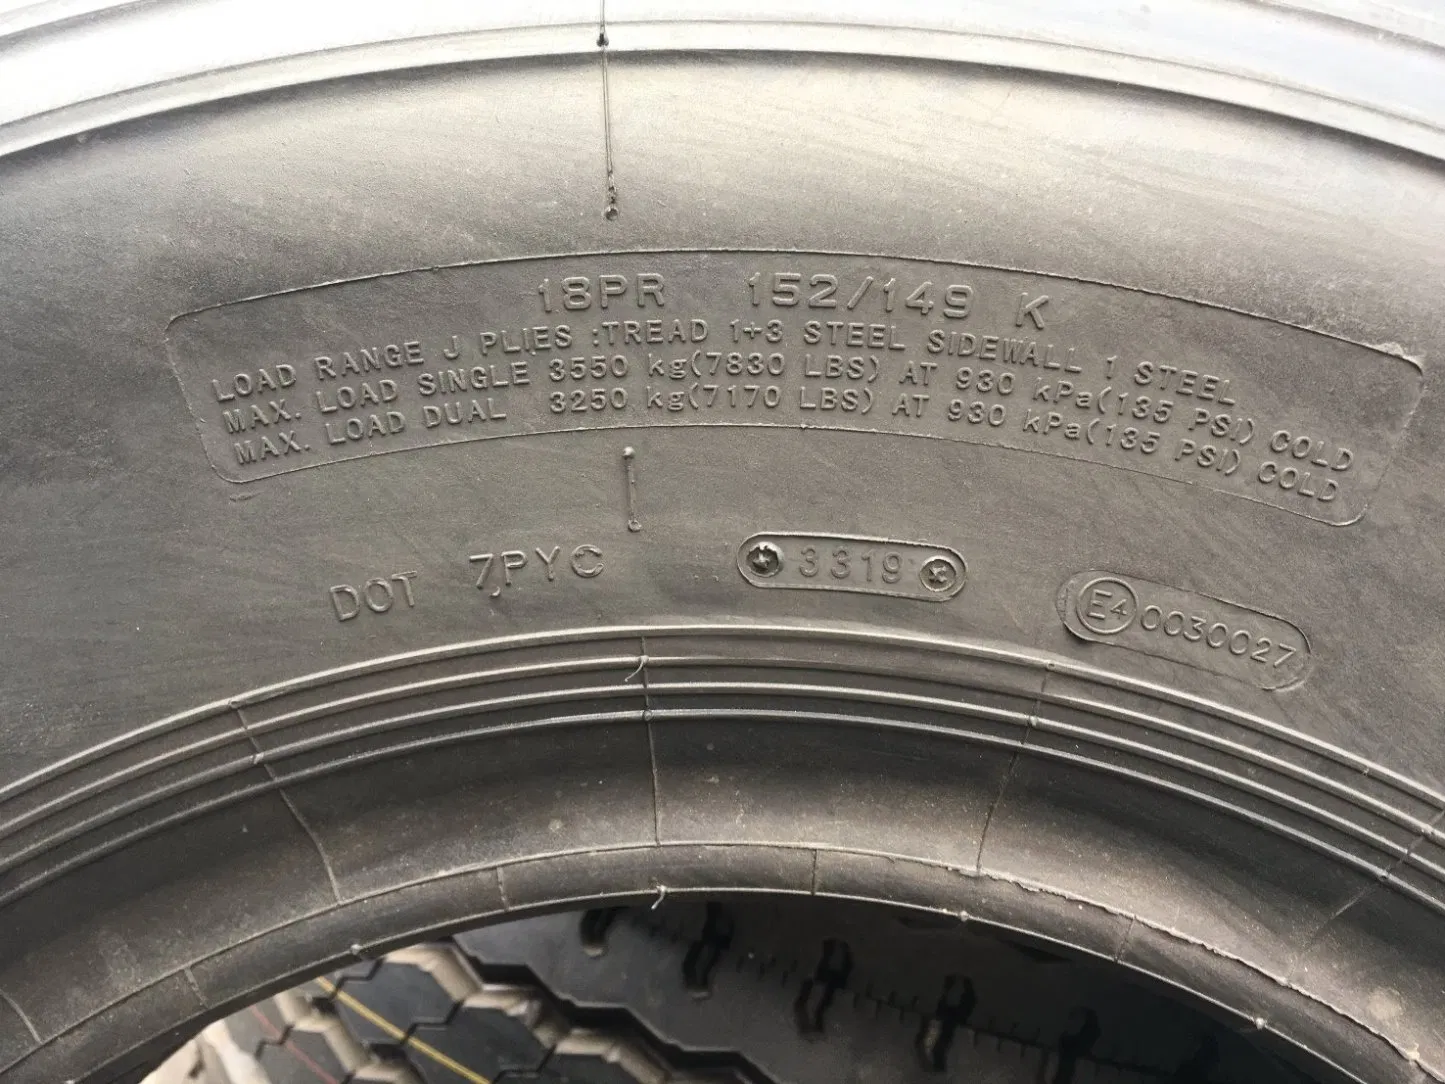 18PR 152/149 K
LOAD RANGE J PLIES :TREAD 1+3 STEEL SIDEWALL 1 STEEL
MAX. LOAD SINGLE 3550 kg(7830 LBS) AT 930 kPa(135 PSI) COLD
MAX. LOAD DUAL 3250 kg(7170 LBS) AT 930 kPa(135 PSI) COLD
DOT 7PYC 3319 E4 0030027